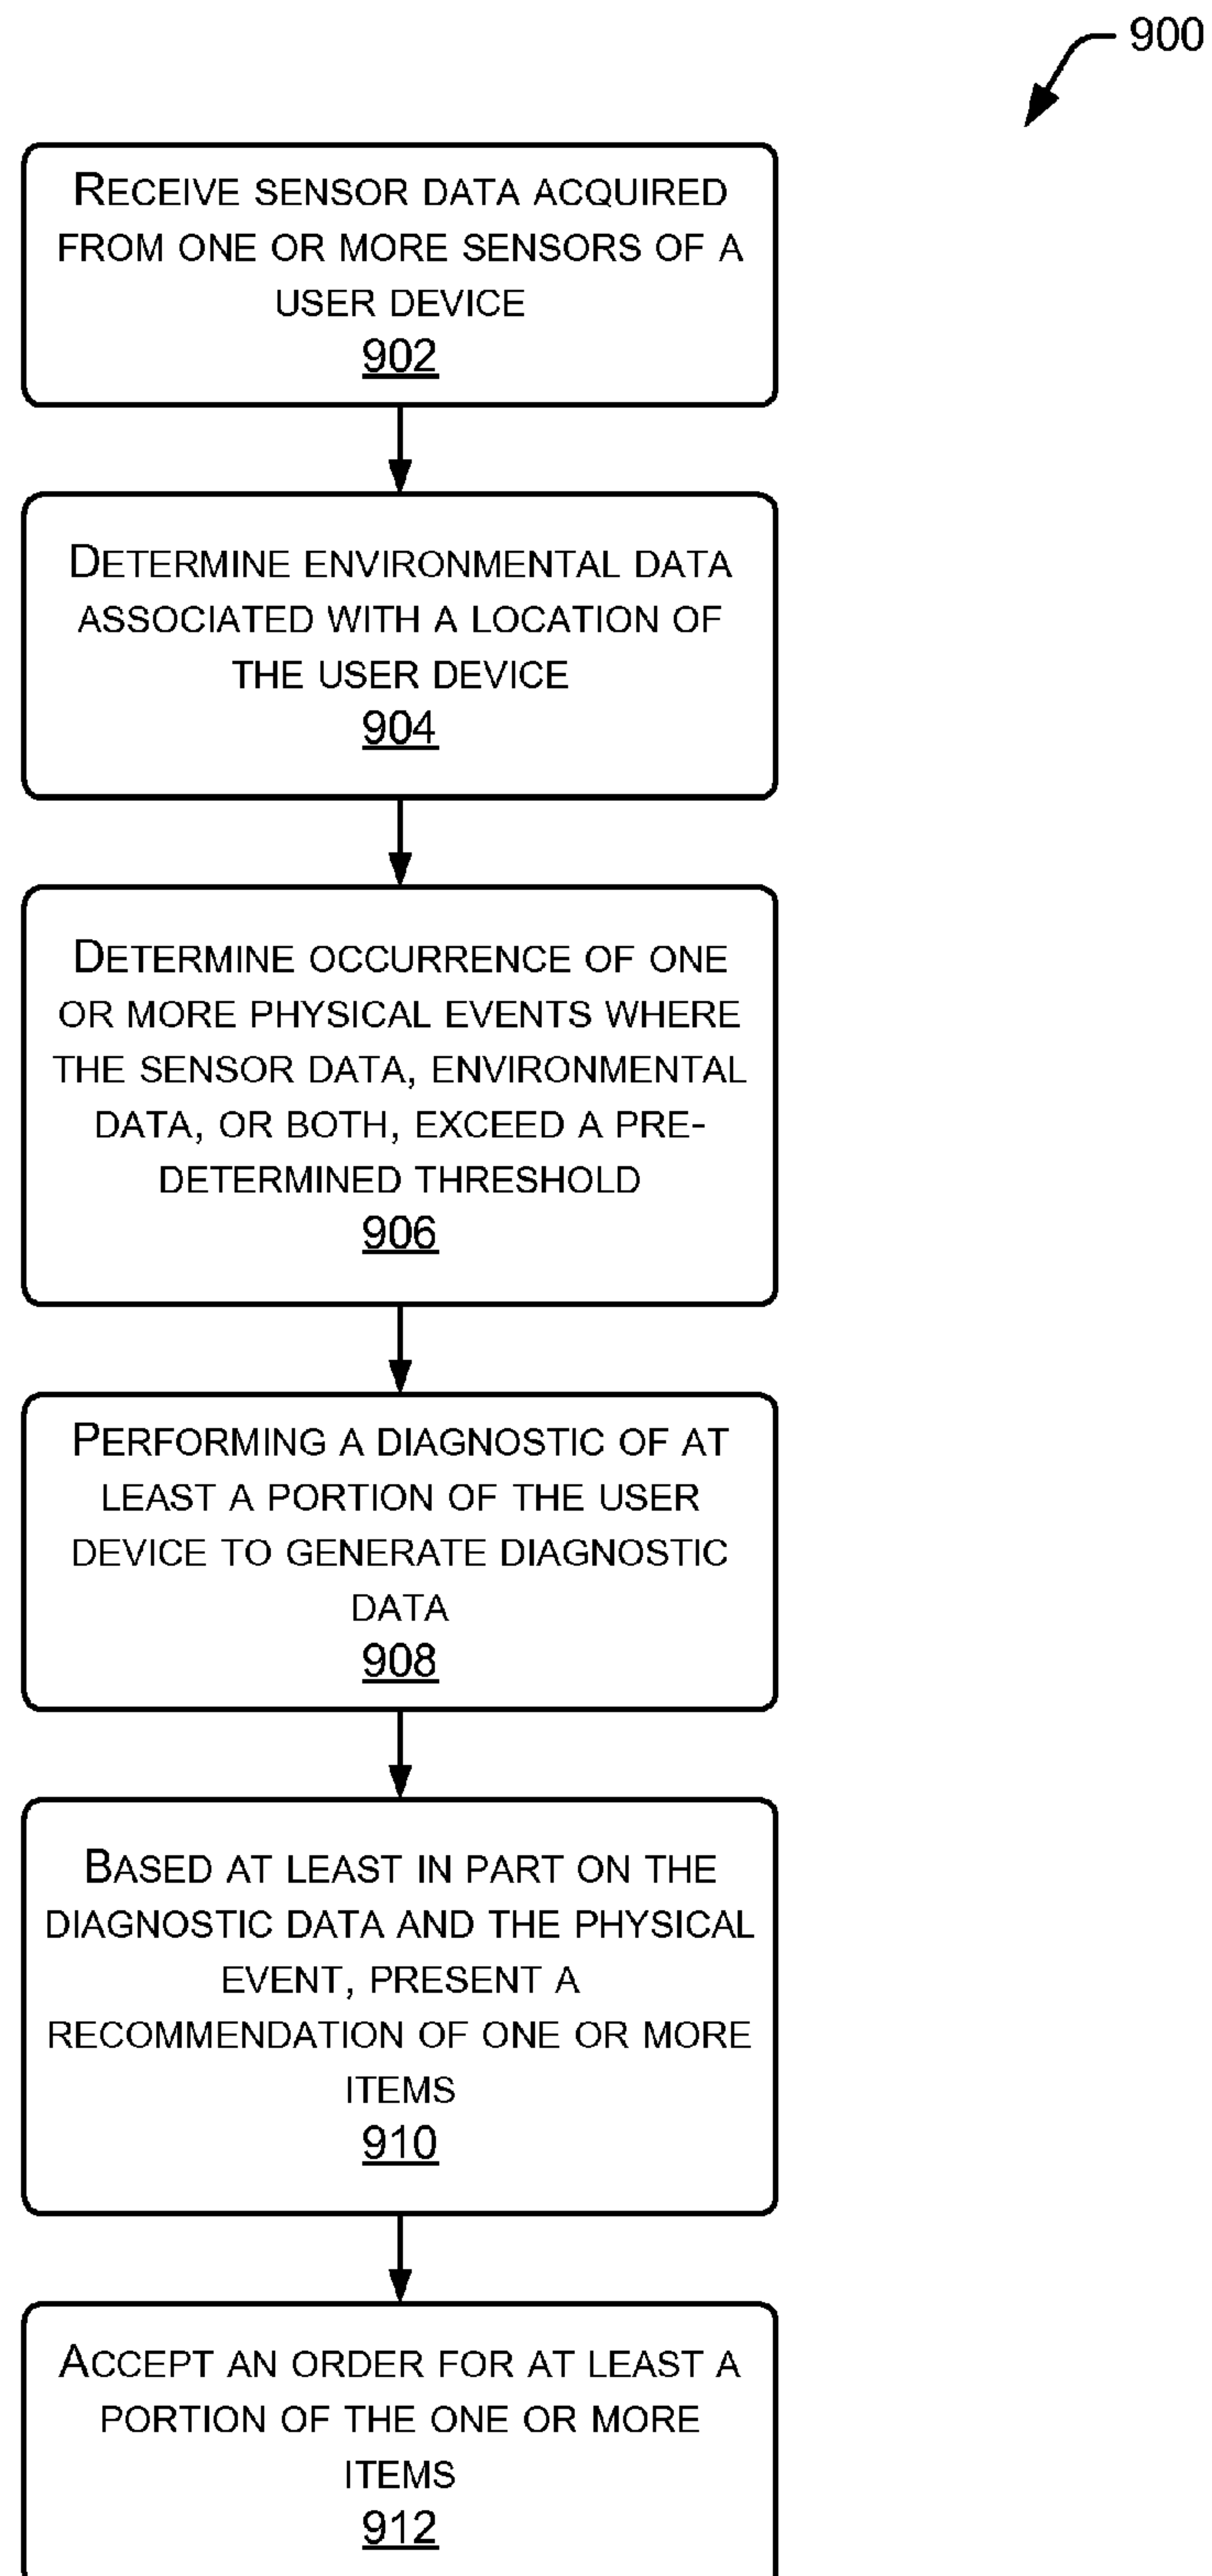 900
RECEIVE SENSOR DATA ACQUIRED
FROM ONE OR MORE SENSORS OF A
USER DEVICE
902
DETERMINE ENVIRONMENTAL DATA
ASSOCIATED WITH A LOCATION OF
THE USER DEVICE
904
DETERMINE OCCURRENCE OF ONE
OR MORE PHYSICAL EVENTS WHERE
THE SENSOR DATA, ENVIRONMENTAL
DATA, OR BOTH, EXCEED A PRE-
DETERMINED THRESHOLD
906
PERFORMING A DIAGNOSTIC OF AT
LEAST A PORTION OF THE USER
DEVICE TO GENERATE DIAGNOSTIC
DATA
908
BASED AT LEAST IN PART ON THE
DIAGNOSTIC DATA AND THE PHYSICAL
EVENT, PRESENT A
RECOMMENDATION OF ONE OR MORE
ITEMS
910
ACCEPT AN ORDER FOR AT LEAST A
PORTION OF THE ONE OR MORE
ITEMS
912